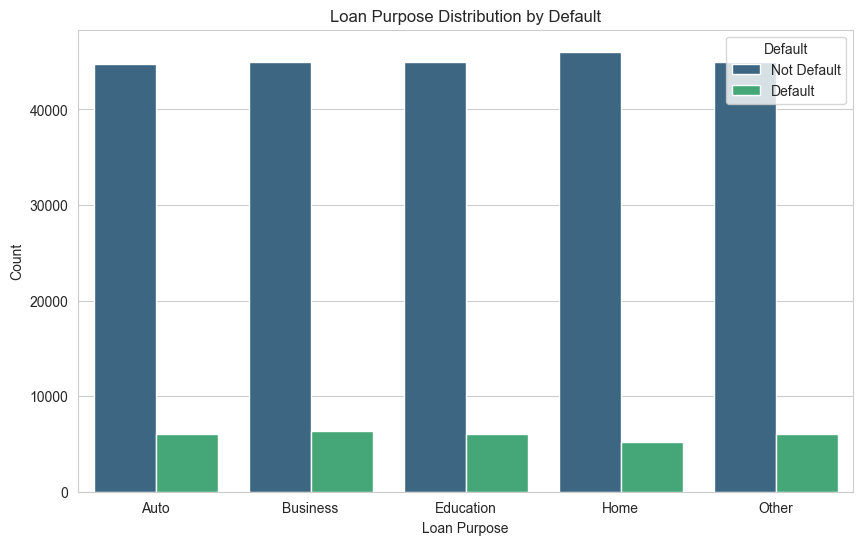 Loan Purpose Distribution by Default
Default
Not Default
Default
40000
30000
20000
10000
0
Count
Auto Business Education Home Other
Loan Purpose